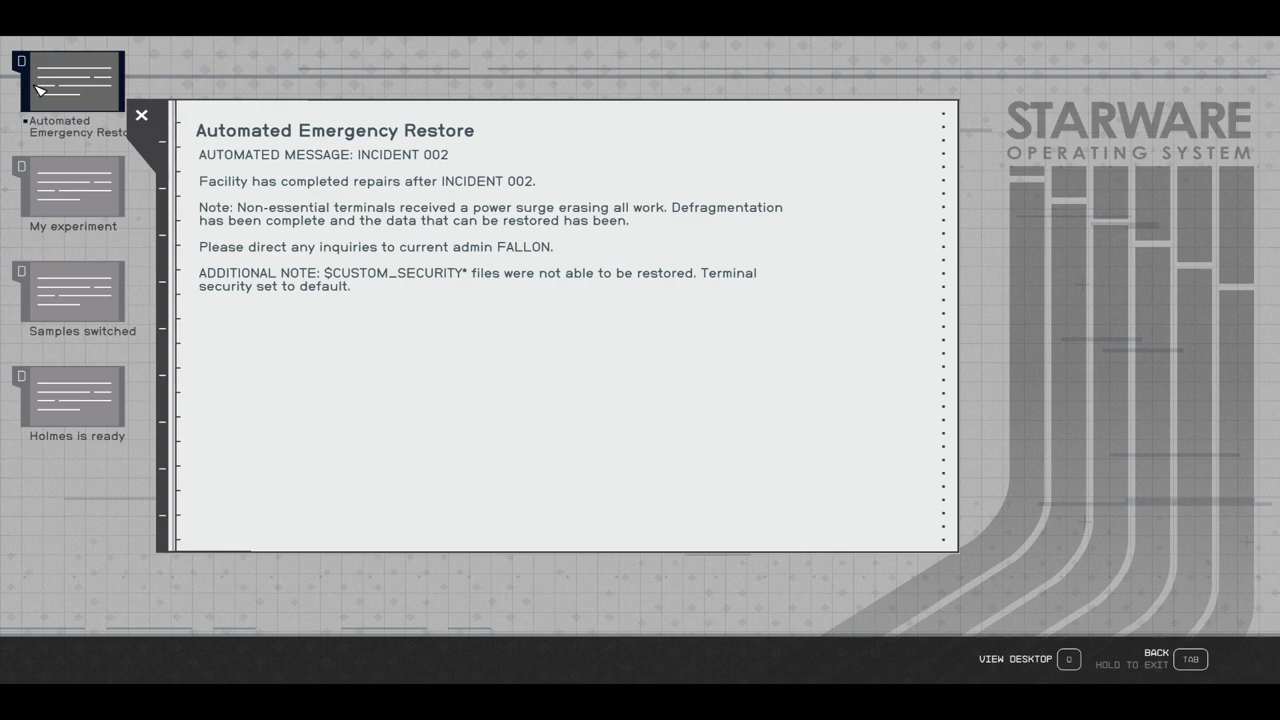 Automated
Emergency Resto
My experiment
Samples switched
Holmes is ready
Automated Emergency Restore
AUTOMATED MESSAGE: INCIDENT 002
Facility has completed repairs after INCIDENT 002.
Note: Non-essential terminals received a power surge erasing all work. Defragmentation
has been complete and the data that can be restored has been.
Please direct any inquiries to current admin FALLON.
ADDITIONAL NOTE: $CUSTOM_SECURITY* files were not able to be restored. Terminal
security set to default.
STARWARE
OPERATING SYSTEM
VIEW DESKTOP Q
BACK
HOLD TO EXIT TAB